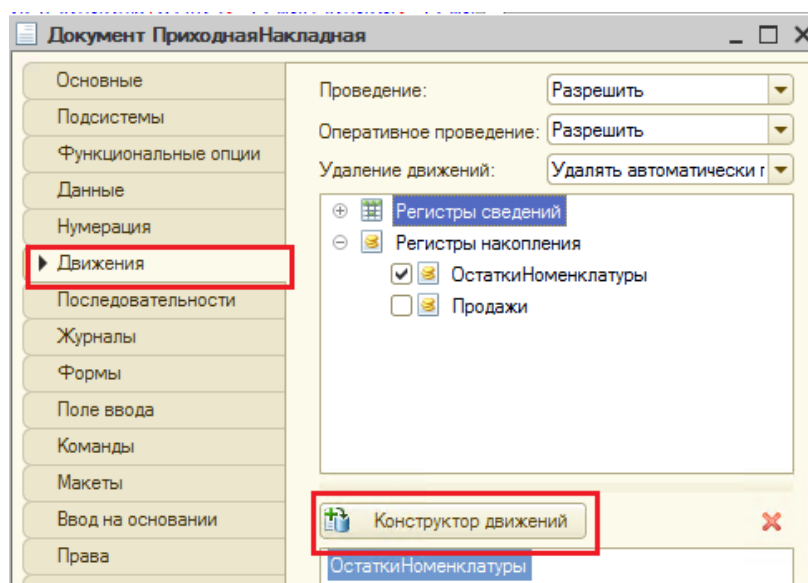 Документ ПриходнаяНакладная
Основные
Подсистемы
Функциональные опции
Данные
Нумерация
Движения
Последовательности
Журналы
Формы
Поле ввода
Команды
Макеты
Ввод на основании
Права
Проведение: Разрешить
Оперативное проведение: Разрешить
Удаление движений: Удалять автоматически
Регистры сведений
Регистры накопления
ОстаткиНоменклатуры
Продажи
Конструктор движений
ОстаткиНоменклатуры